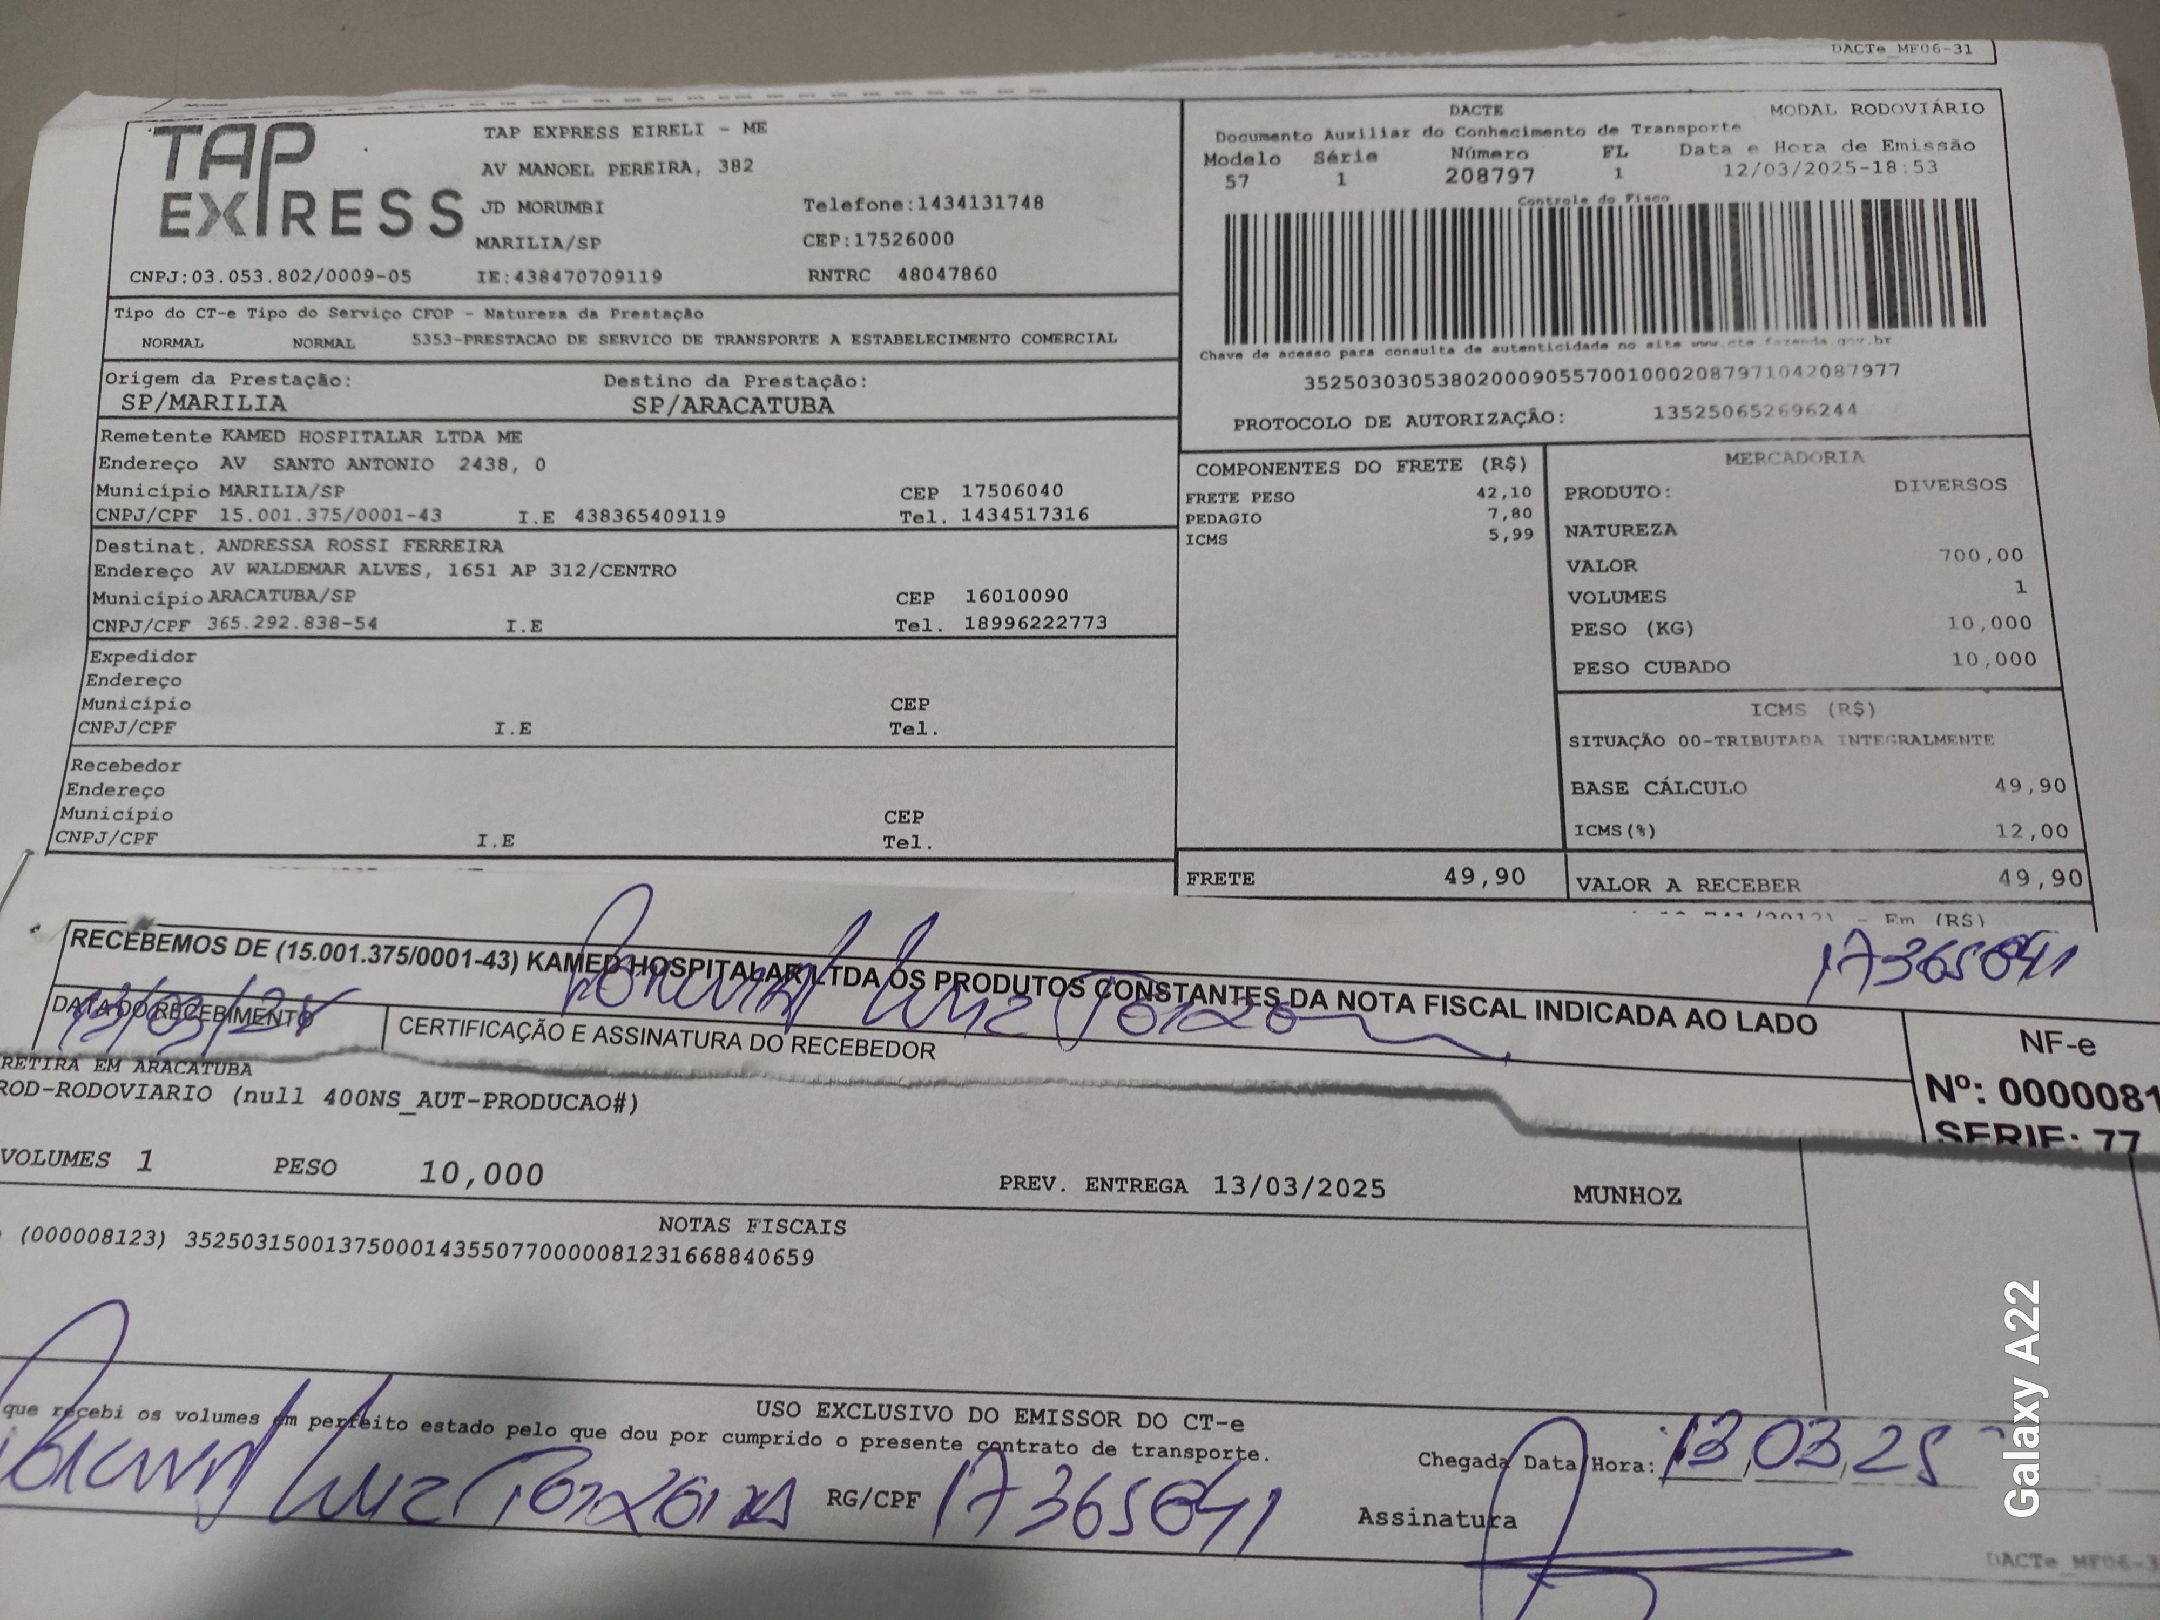 DACTe_MF06-31
TAP EXPRESS
TAP EXPRESS EIRELI - ME
AV MANOEL PEREIRA, 382
JD MORUMBI Telefone:1434131748
MARILIA/SP CEP:17526000
CNPJ:03.053.802/0009-05 IE:438470709119 RNTRC 48047860
DACTE MODAL RODOVIÁRIO
Documento Auxiliar do Conhecimento de Transporte
Modelo Série Número FL Data e Hora de Emissão
57 1 208797 1 12/03/2025-18:53
Controle do Fisco
Chave de acesso para consulta de autenticidade no site www.cte.fazenda.gov.br
35250303053802000905570010002087971042087977
PROTOCOLO DE AUTORIZAÇÃO: 135250652696244
Tipo do CT-e Tipo do Serviço CFOP - Natureza da Prestação
NORMAL NORMAL 5353-PRESTACAO DE SERVICO DE TRANSPORTE A ESTABELECIMENTO COMERCIAL
Origem da Prestação: Destino da Prestação:
SP/MARILIA SP/ARACATUBA
Remetente KAMED HOSPITALAR LTDA ME
Endereço AV SANTO ANTONIO 2438, 0
Município MARILIA/SP CEP 17506040
CNPJ/CPF 15.001.375/0001-43 I.E 438365409119 Tel. 1434517316
Destinat. ANDRESSA ROSSI FERREIRA
Endereço AV WALDEMAR ALVES, 1651 AP 312/CENTRO
Município ARACATUBA/SP CEP 16010090
CNPJ/CPF 365.292.838-54 I.E Tel. 18996222773
Expedidor
Endereço
Município CEP
CNPJ/CPF I.E Tel.
Recebedor
Endereço
Município CEP
CNPJ/CPF I.E Tel.
COMPONENTES DO FRETE (R$)
FRETE PESO 42,10
PEDAGIO 7,80
ICMS 5,99
FRETE 49,90
MERCADORIA
PRODUTO: DIVERSOS
NATUREZA
VALOR 700,00
VOLUMES 1
PESO (KG) 10,000
PESO CUBADO 10,000
ICMS (R$)
SITUAÇÃO 00-TRIBUTADA INTEGRALMENTE
BASE CÁLCULO 49,90
ICMS(%) 12,00
VALOR A RECEBER 49,90
- Em (R$)
17365641
RECEBEMOS DE (15.001.375/0001-43) KAMED HOSPITALAR LTDA OS PRODUTOS CONSTANTES DA NOTA FISCAL INDICADA AO LADO
DATA DO RECEBIMENTO
CERTIFICAÇÃO E ASSINATURA DO RECEBEDOR
NF-e
Nº: 0000081
SERIE: 77
RETIRA EM ARACATUBA
ROD-RODOVIARIO (null 400NS_AUT-PRODUCAO#)
VOLUMES 1 PESO 10,000 PREV. ENTREGA 13/03/2025 MUNHOZ
NOTAS FISCAIS
(000008123) 35250315001375000143550770000081231668840659
USO EXCLUSIVO DO EMISSOR DO CT-e
que recebi os volumes em perfeito estado pelo que dou por cumprido o presente contrato de transporte.
Chegada Data Hora: 13,03,25
RG/CPF 17365641
Assinatura
DACTe_MF06-3
Galaxy A22